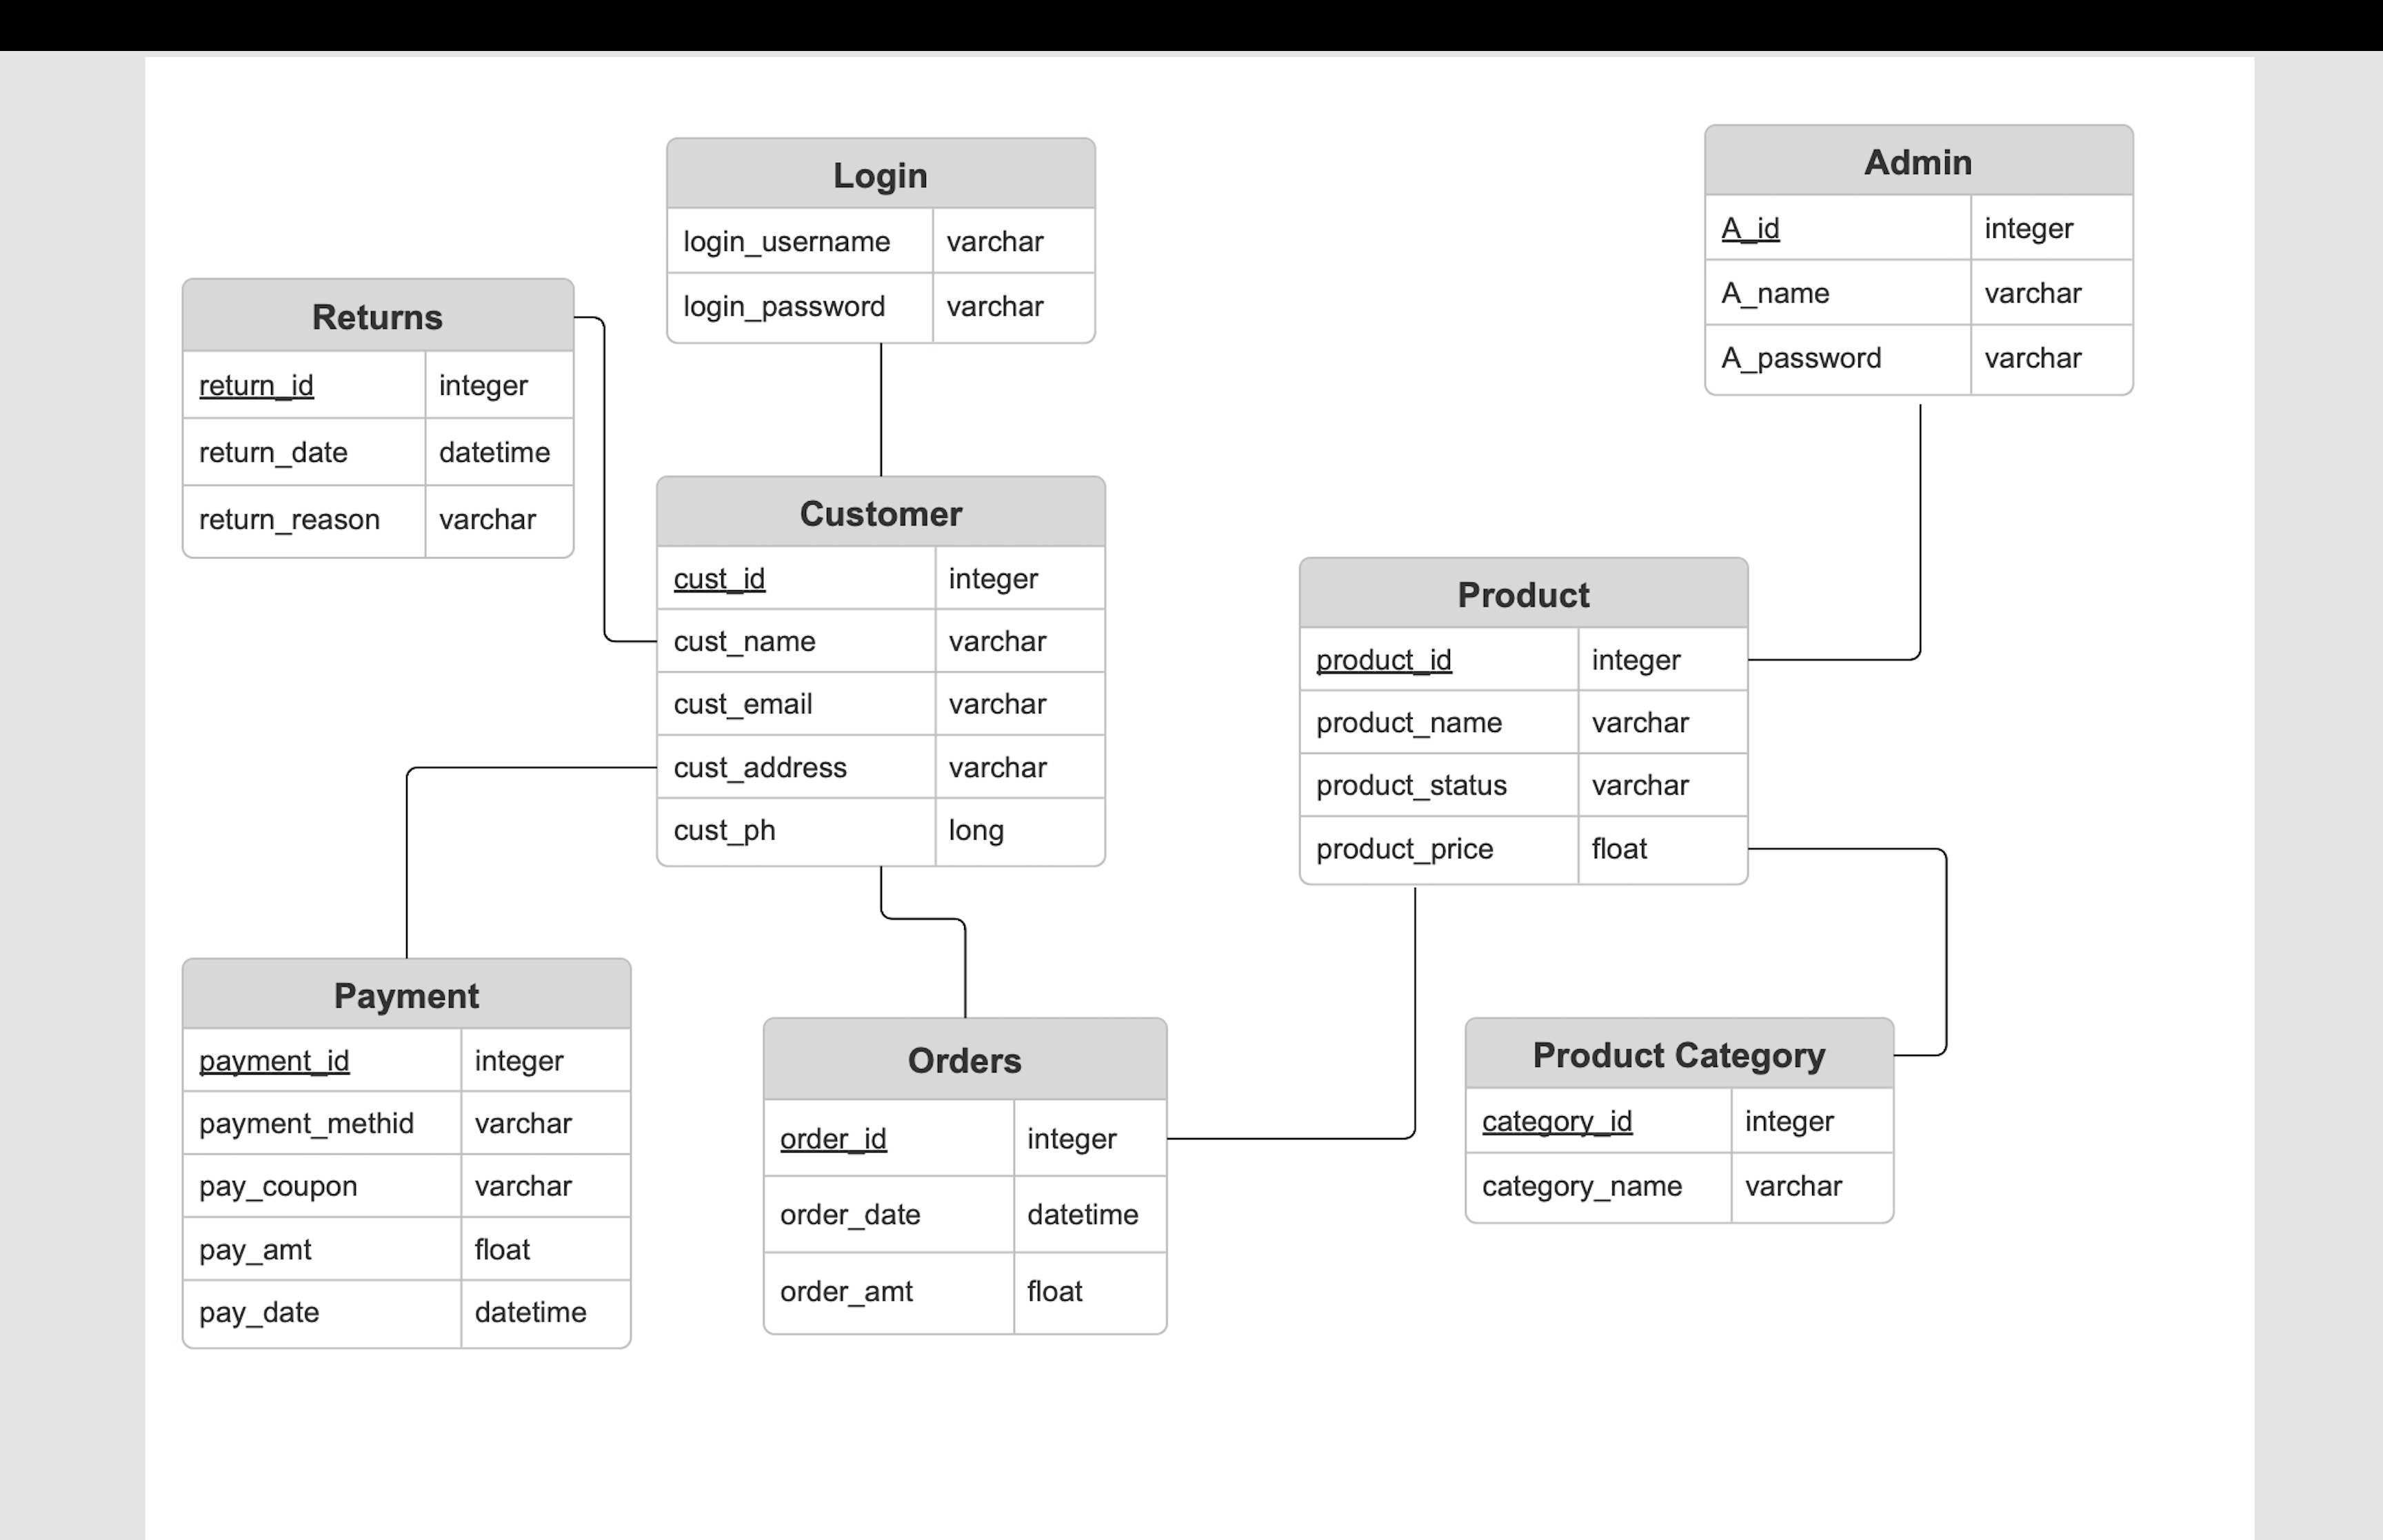 Login
login_username varchar
login_password varchar
Admin
A_id integer
A_name varchar
A_password varchar
Returns
return_id integer
return_date datetime
return_reason varchar
Customer
cust_id integer
cust_name varchar
cust_email varchar
cust_address varchar
cust_ph long
Product
product_id integer
product_name varchar
product_status varchar
product_price float
Payment
payment_id integer
payment_methid varchar
pay_coupon varchar
pay_amt float
pay_date datetime
Orders
order_id integer
order_date datetime
order_amt float
Product Category
category_id integer
category_name varchar